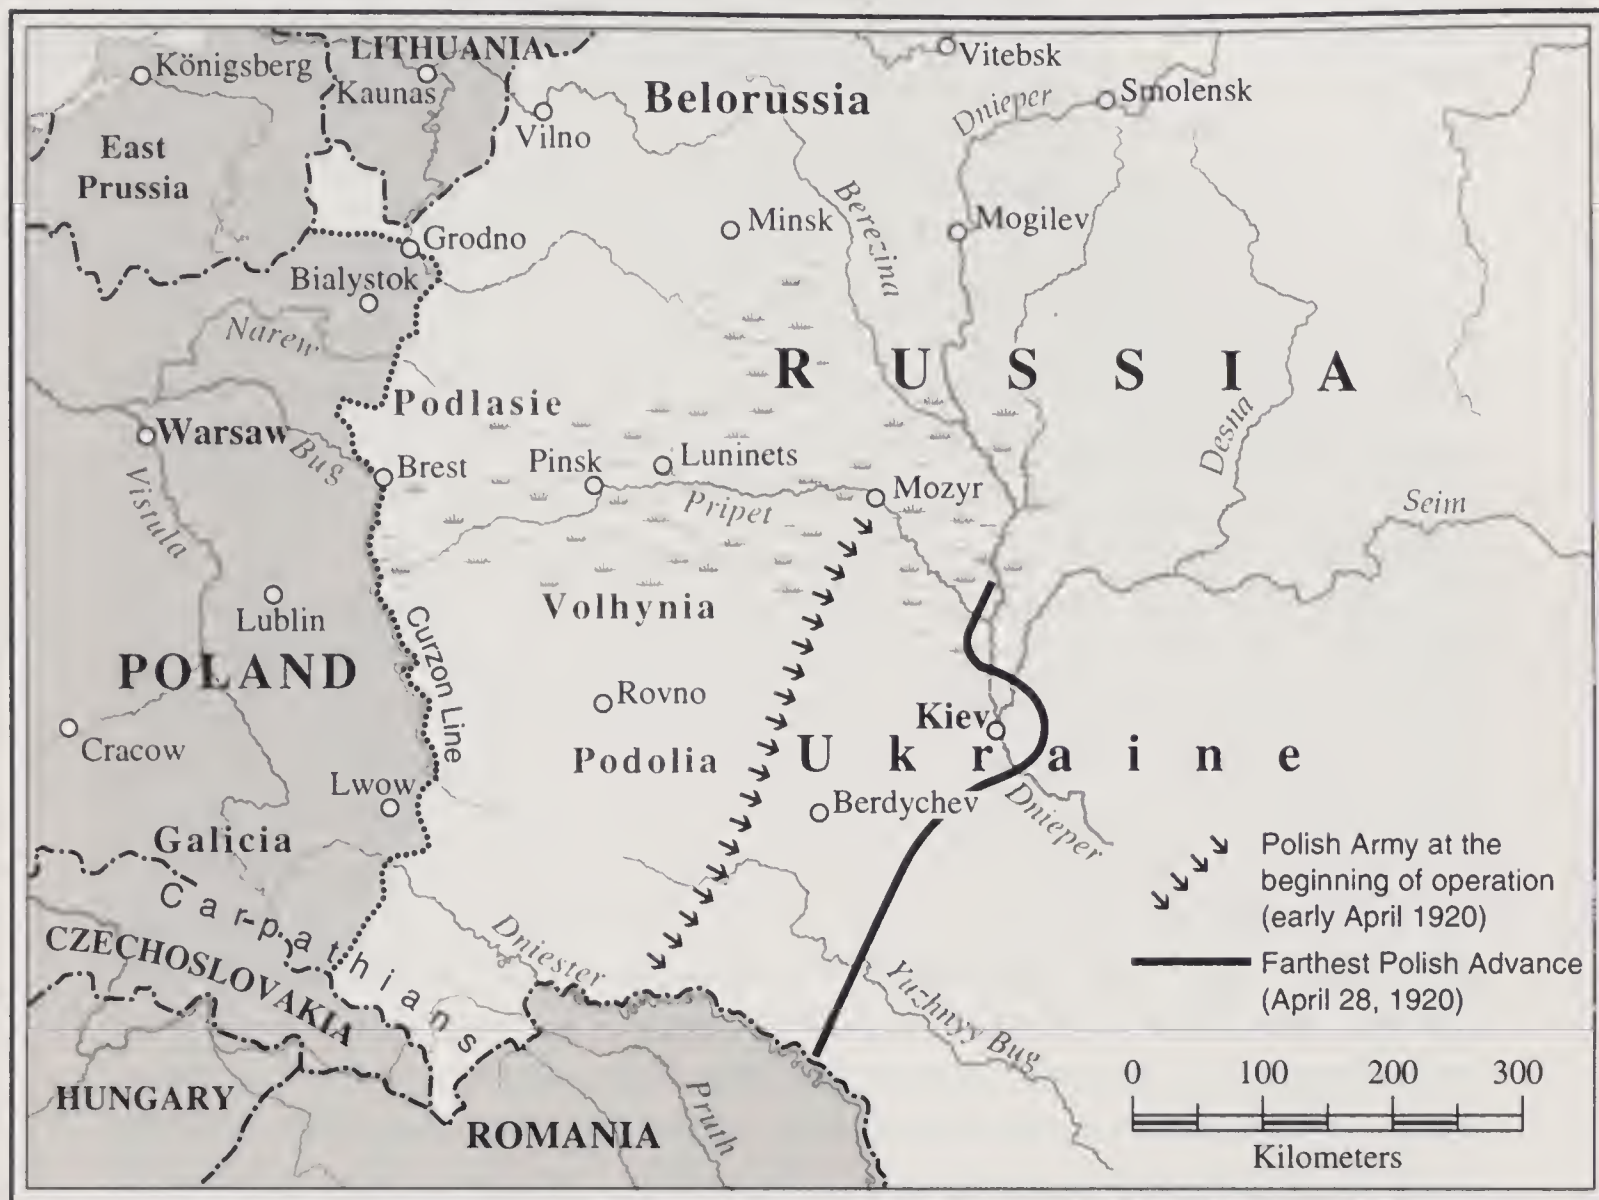 Königsberg
LITHUANIA
Kaunas
Vilno
Vitebsk
Smolensk
Dnieper
Belorussia
East
Prussia
Minsk
Berezina
Mogilev
Grodno
Bialystok
Narew
RUSSIA
Podlasie
Warsaw
Bug
Brest
Pinsk
Luninets
Pripet
Mozyr
Desna
Seim
Vistula
Lublin
Curzon Line
Volhynia
POLAND
Rovno
Kiev
Cracow
Podolia
Ukraine
Lwow
Berdychev
Dnieper
Galicia
Carpathians
CZECHOSLOVAKIA
Dniester
Yuzhnyy Bug
HUNGARY
ROMANIA
Pruth
Polish Army at the
beginning of operation
(early April 1920)
Farthest Polish Advance
(April 28, 1920)
0 100 200 300
Kilometers